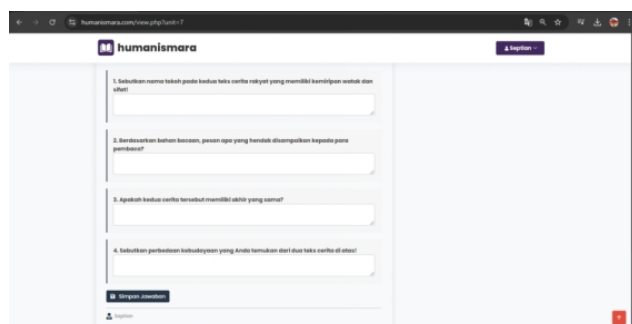 humanismara.com/view.php?unit=7
humanismara
Septian
1. Sebutkan nama tokoh pada kedua teks cerita rakyat yang memiliki kemiripan watak dan
sifat!
2. Berdasarkan bahan bacaan, pesan apa yang hendak disampaikan kepada para
pembaca?
3. Apakah kedua cerita tersebut memiliki akhir yang sama?
4. Sebutkan perbedaan kebudayaan yang Anda temukan dari dua teks cerita di atas!
Simpan Jawaban
Septian